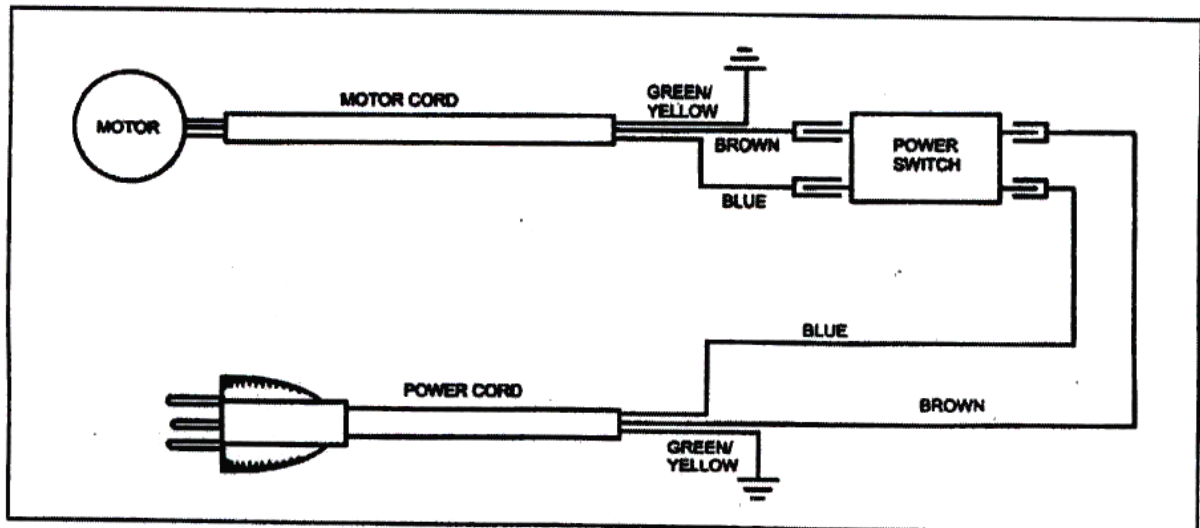 MOTOR
MOTOR CORD
GREEN/
YELLOW
BROWN
BLUE
POWER
SWITCH
BLUE
POWER CORD
BROWN
GREEN/
YELLOW